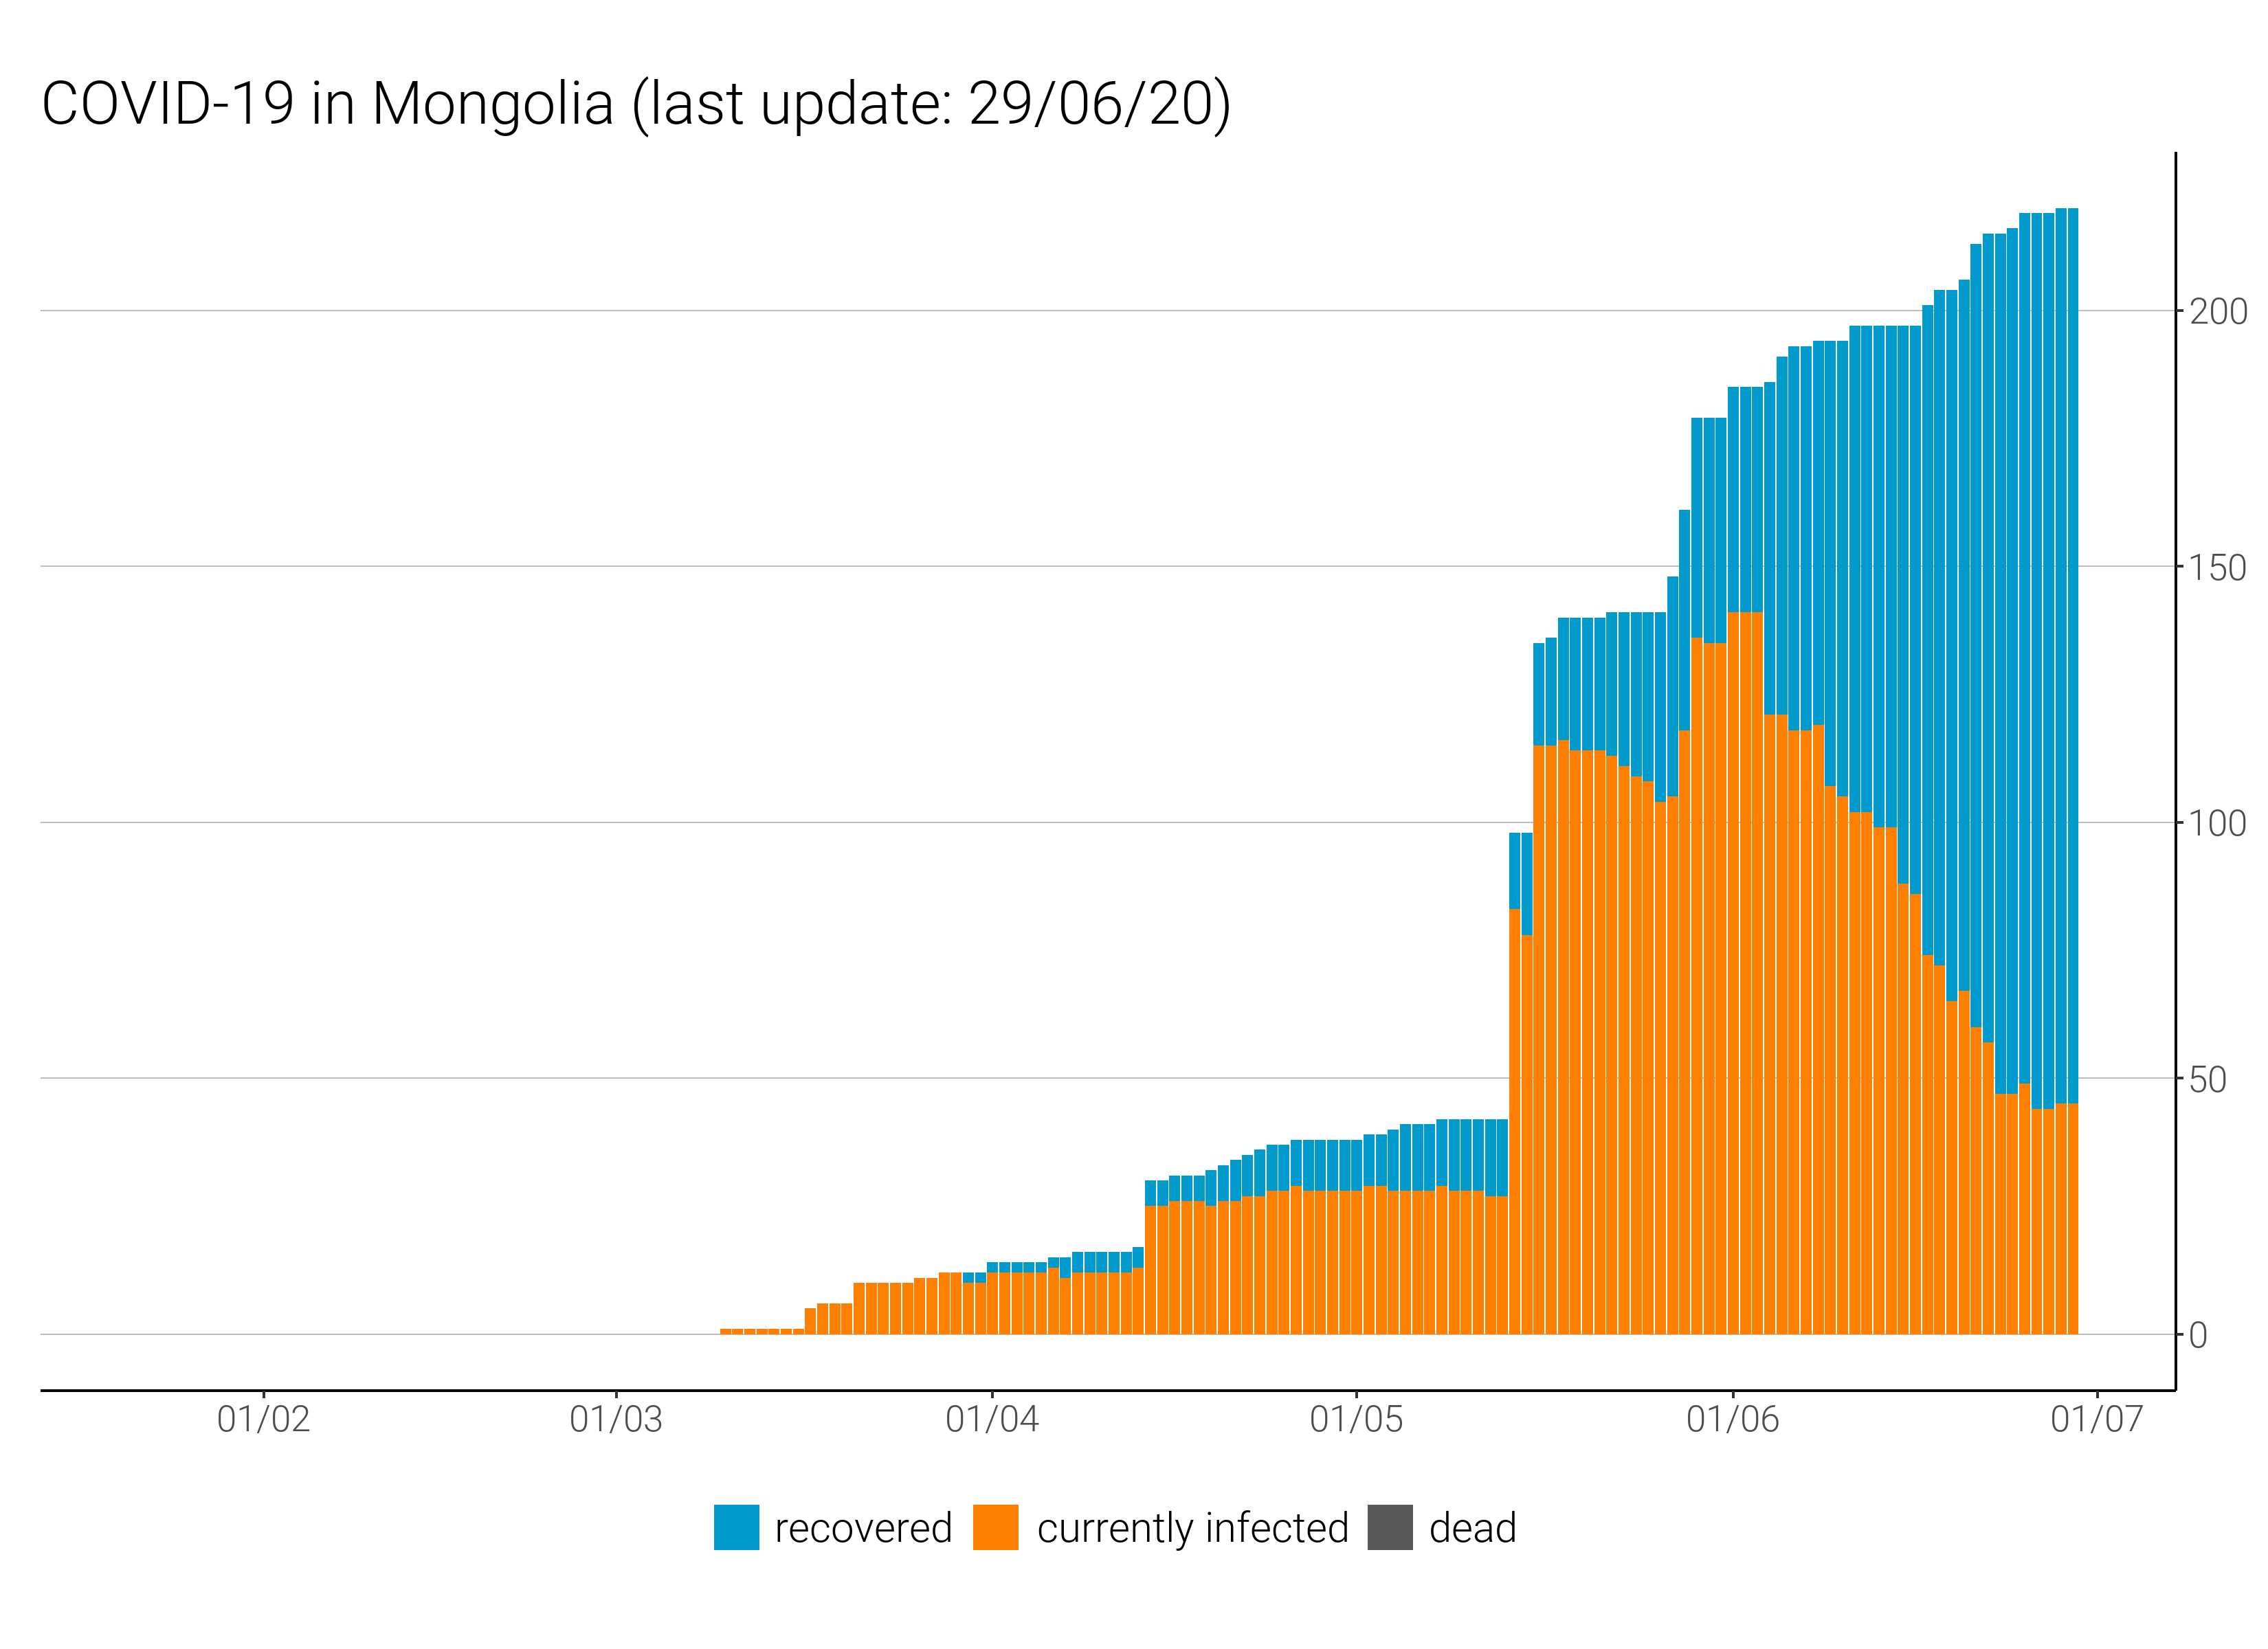 COVID-19 in Mongolia (last update: 29/06/20)
200
150
100
50
0
01/02 01/03 01/04 01/05 01/06 01/07
recovered currently infected dead